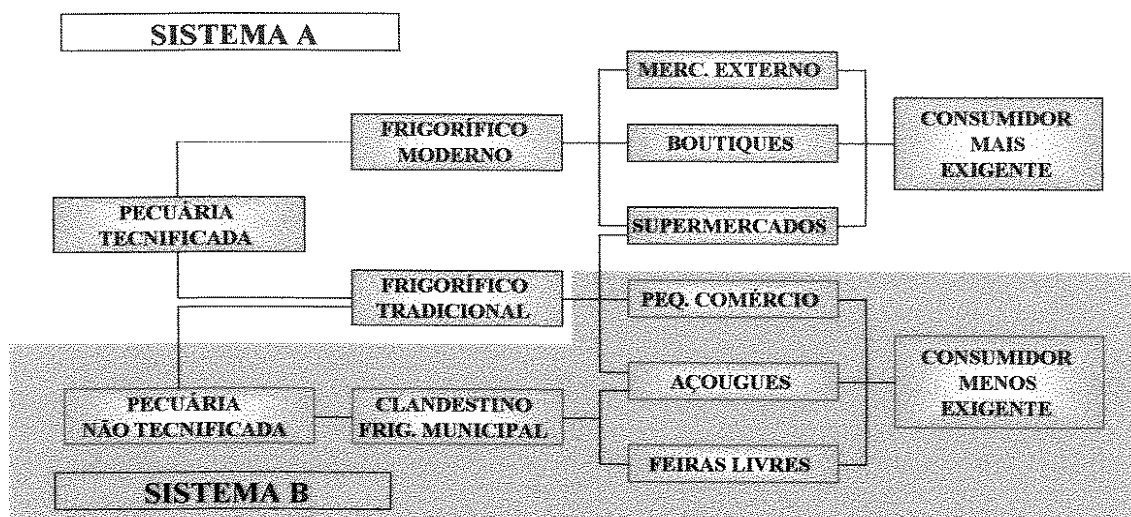 SISTEMA A
MERC. EXTERNO
FRIGORÍFICO
MODERNO
BOUTIQUES
CONSUMIDOR
MAIS
EXIGENTE
PECUÁRIA
TECNIFICADA
SUPERMERCADOS
FRIGORÍFICO
TRADICIONAL
PEQ. COMÉRCIO
PECUÁRIA
NÃO TECNIFICADA
CLANDESTINO
FRIG. MUNICIPAL
AÇOUGUES
CONSUMIDOR
MENOS
EXIGENTE
FEIRAS LIVRES
SISTEMA B